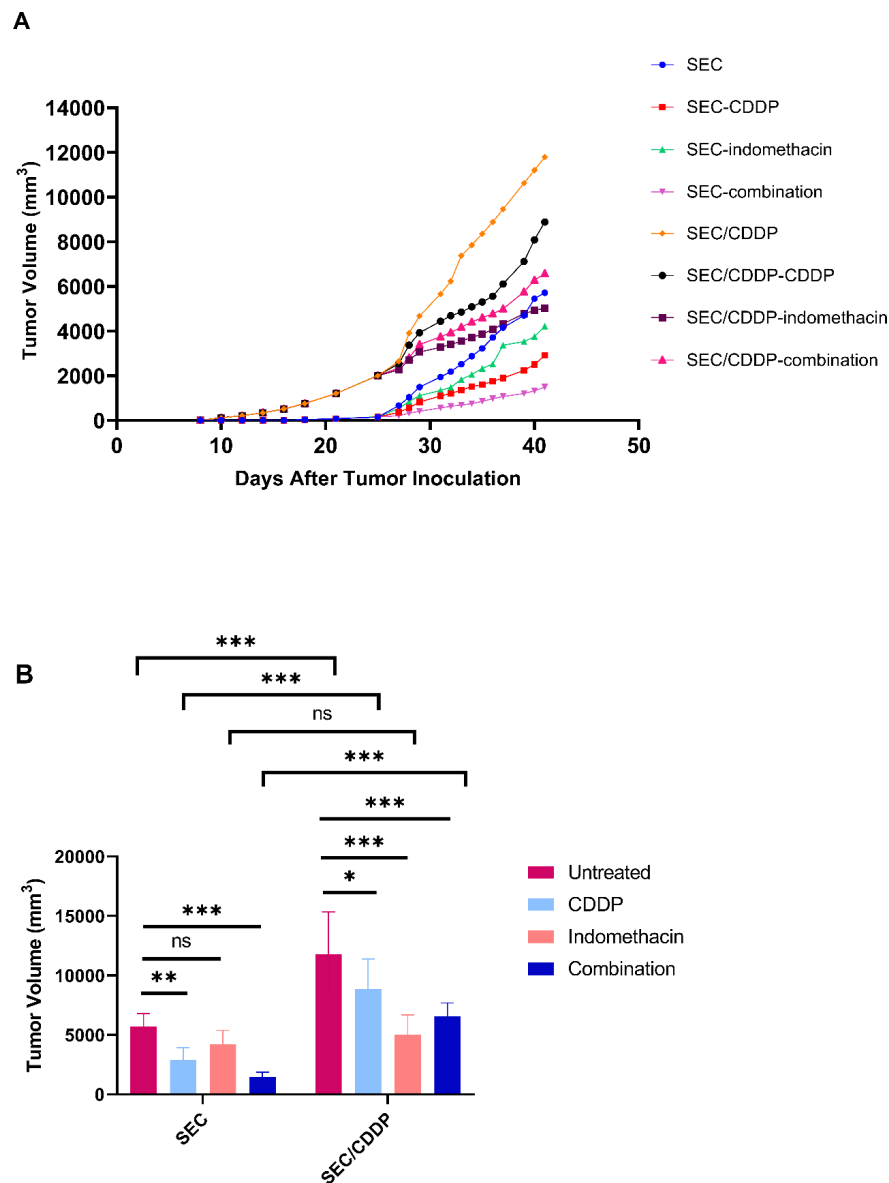 A
SEC
SEC-CDDP
SEC-indomethacin
SEC-combination
SEC/CDDP
SEC/CDDP-CDDP
SEC/CDDP-indomethacin
SEC/CDDP-combination
Tumor Volume (mm³)
14000
12000
10000
8000
6000
4000
2000
0
0 10 20 30 40 50
Days After Tumor Inoculation
B
***
***
ns
***
***
***
*
***
ns
**
Tumor Volume (mm³)
20000
15000
10000
5000
0
SEC
SEC/CDDP
Untreated
CDDP
Indomethacin
Combination